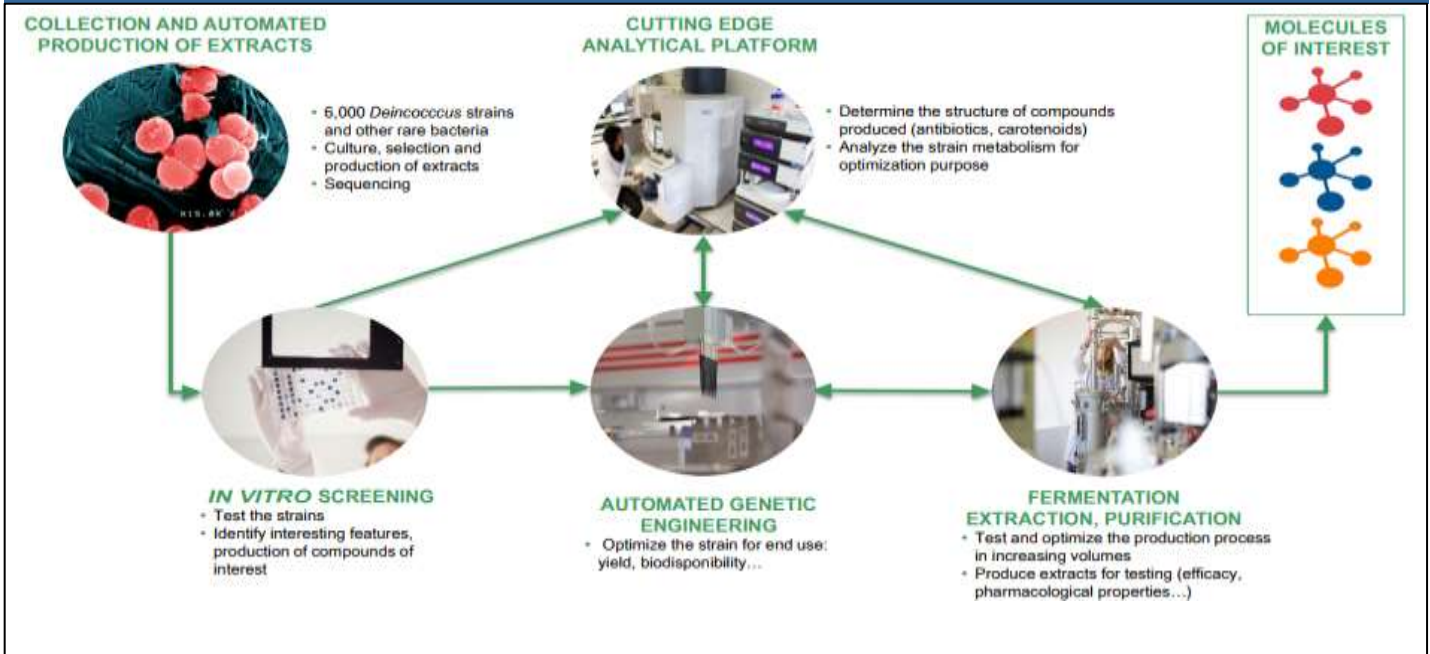 COLLECTION AND AUTOMATED
PRODUCTION OF EXTRACTS
• 6,000 Deincocccus strains
and other rare bacteria
• Culture, selection and
production of extracts
• Sequencing
CUTTING EDGE
ANALYTICAL PLATFORM
• Determine the structure of compounds
produced (antibiotics, carotenoids)
• Analyze the strain metabolism for
optimization purpose
MOLECULES
OF INTEREST
IN VITRO SCREENING
• Test the strains
• Identify interesting features,
production of compounds of
interest
AUTOMATED GENETIC
ENGINEERING
• Optimize the strain for end use:
yield, biodisponibility…
FERMENTATION
EXTRACTION, PURIFICATION
• Test and optimize the production process
in increasing volumes
• Produce extracts for testing (efficacy,
pharmacological properties…)